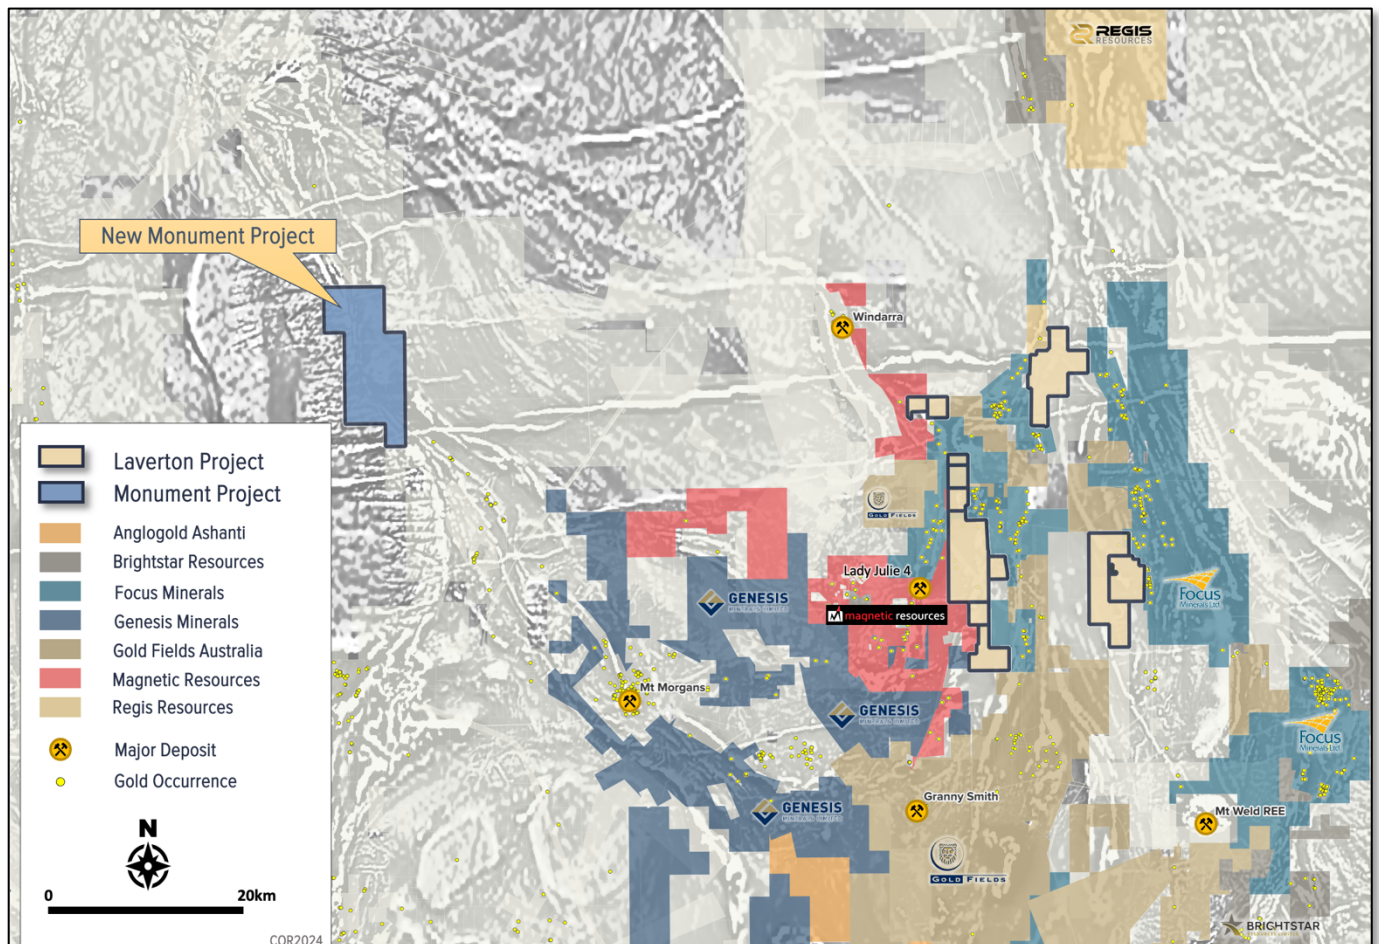 REGIS
RESOURCES
New Monument Project
Windarra
GOLD FIELDS
Lady Julie 4
magnetic resources
GENESIS
Focus
Minerals Ltd.
Mt Morgans
GENESIS
Focus
Minerals Ltd.
GENESIS
Granny Smith
Mt Weld REE
GOLD FIELDS
BRIGHTSTAR
Laverton Project
Monument Project
Anglogold Ashanti
Brightstar Resources
Focus Minerals
Genesis Minerals
Gold Fields Australia
Magnetic Resources
Regis Resources
Major Deposit
Gold Occurrence
N
0 20km
COR2024